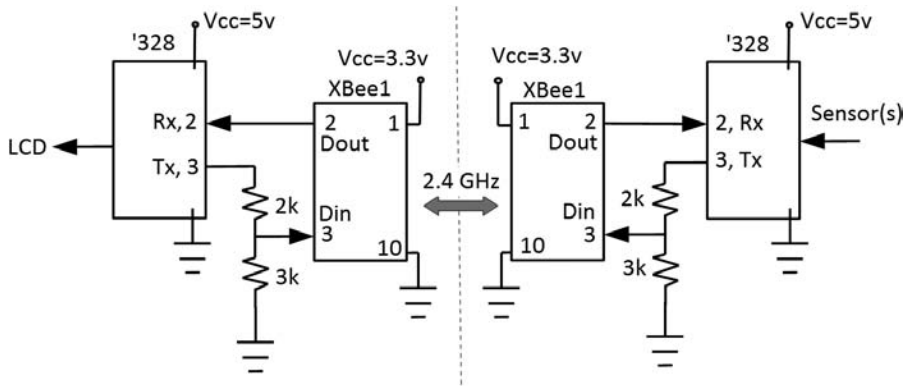 Vcc=5v
'328
Rx,2
Tx, 3
LCD
2k
3k
Vcc=3.3v
XBee1
2
1
Dout
Din
3
10
2.4 GHz
Vcc=3.3v
XBee1
1
2
Dout
Din
3
10
Vcc=5v
'328
2, Rx
3, Tx
Sensor(s)
2k
3k